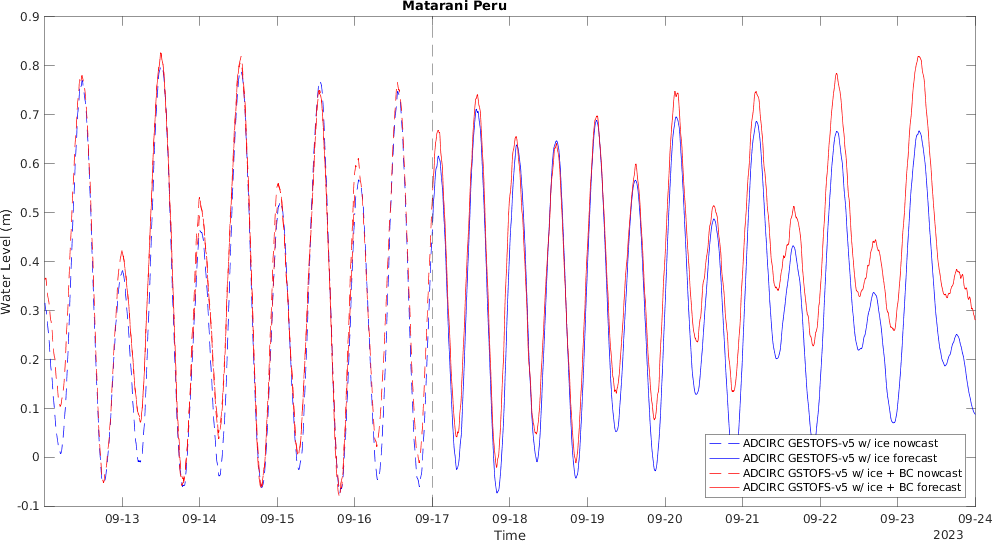 Matarani Peru
0.9
0.8
0.7
0.6
0.5
0.4
0.3
0.2
0.1
0
-0.1
Water Level (m)
09-13 09-14 09-15 09-16 09-17 09-18 09-19 09-20 09-21 09-22 09-23 09-24
Time
2023
ADCIRC GESTOFS-v5 w/ ice nowcast
ADCIRC GESTOFS-v5 w/ ice forecast
ADCIRC GSTOFS-v5 w/ ice + BC nowcast
ADCIRC GSTOFS-v5 w/ ice + BC forecast